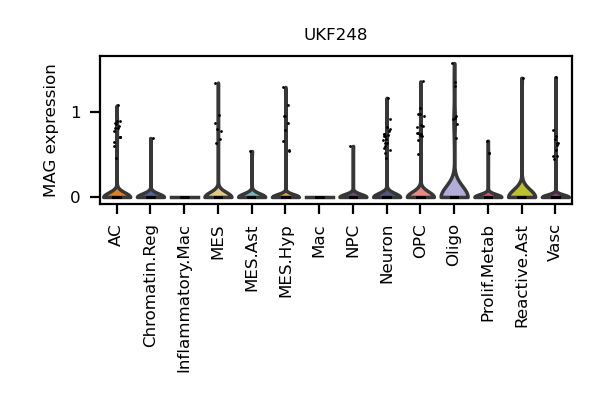 UKF248
MAG expression
1
0
AC
Chromatin.Reg
Inflammatory.Mac
MES
MES.Ast
MES.Hyp
Mac
NPC
Neuron
OPC
Oligo
Prolif.Metab
Reactive.Ast
Vasc